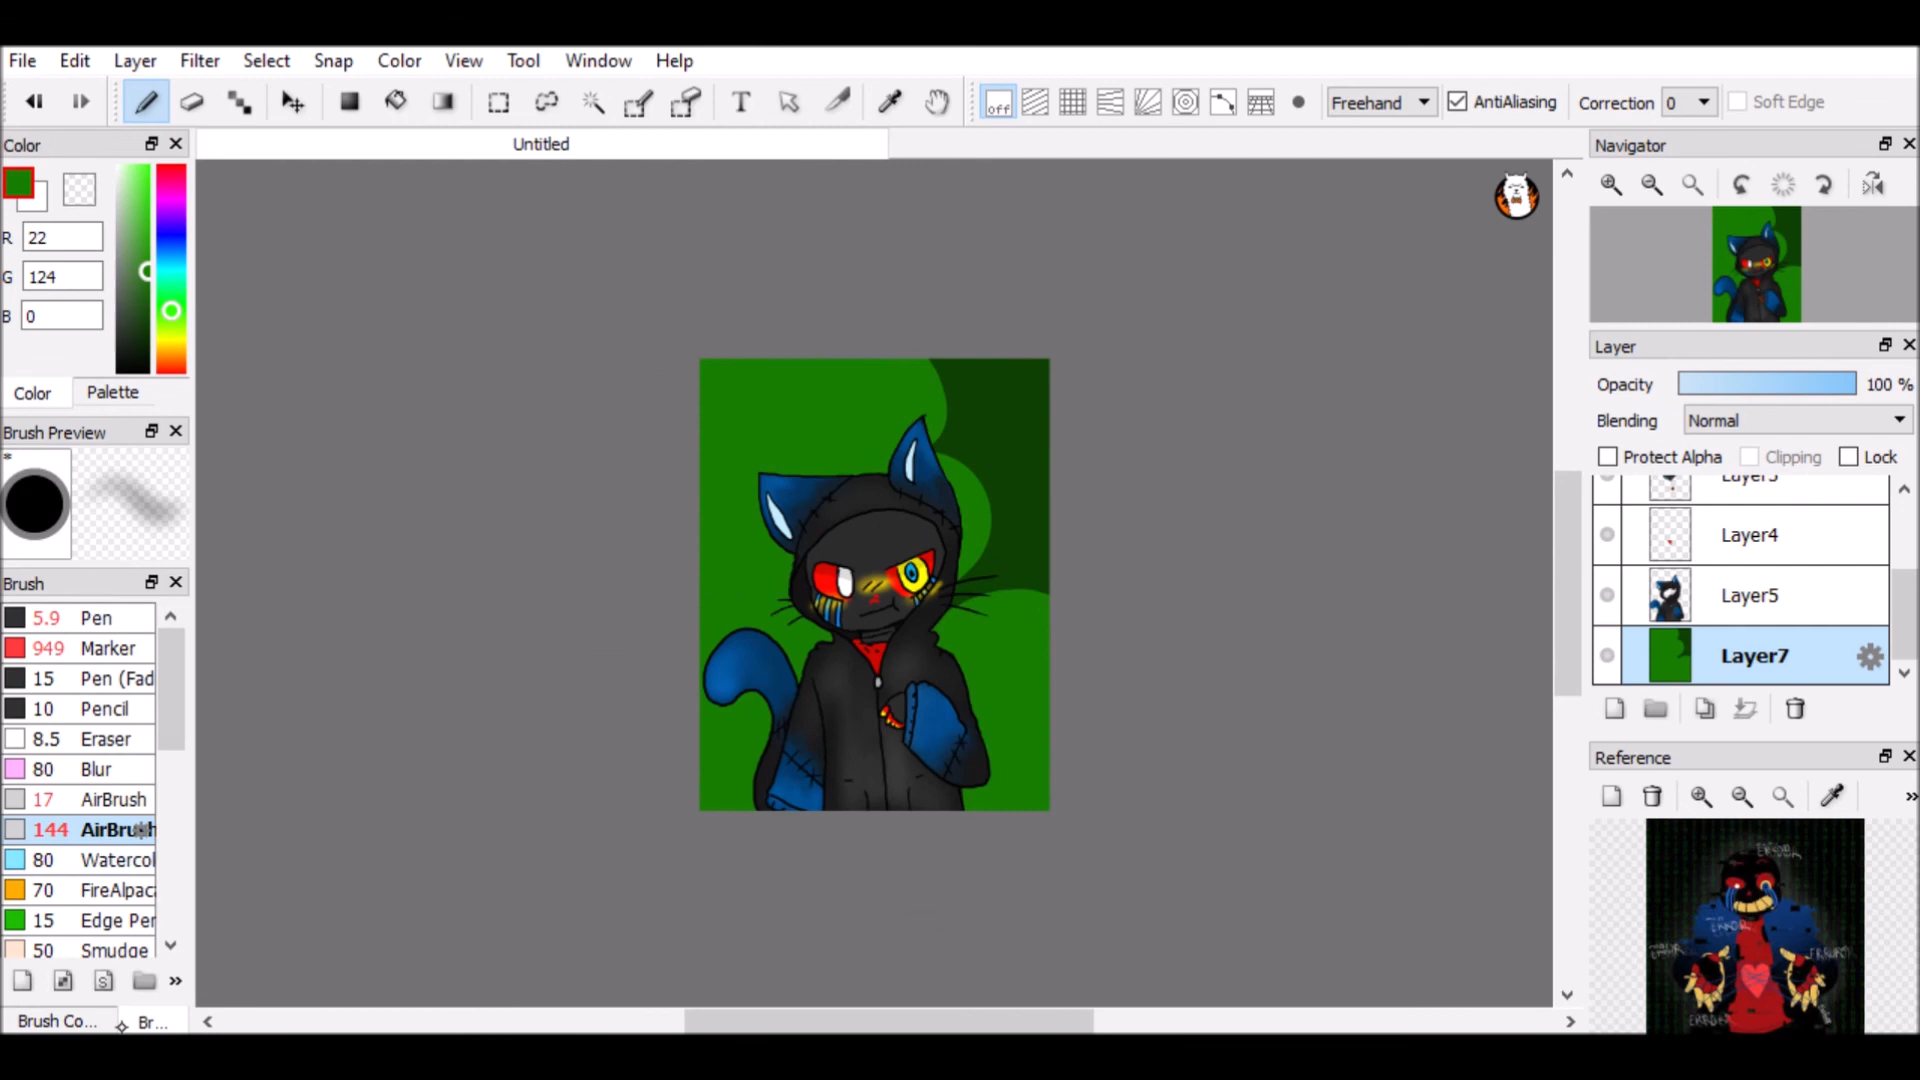 File Edit Layer Filter Select Snap Color View Tool Window Help
off Freehand AntiAliasing Correction 0 Soft Edge
Color
Untitled
Navigator
R 22
G 124
B 0
Color Palette
Brush Preview
*
Brush
5.9 Pen
949 Marker
15 Pen (Fad
10 Pencil
8.5 Eraser
80 Blur
17 AirBrush
144 AirBrush
80 Watercol
70 FireAlpac
15 Edge Per
50 Smudge
Brush Co... Br...
Layer
Opacity 100 %
Blending Normal
Protect Alpha Clipping Lock
Layer4
Layer5
Layer7
Reference
ERROR
ERROR